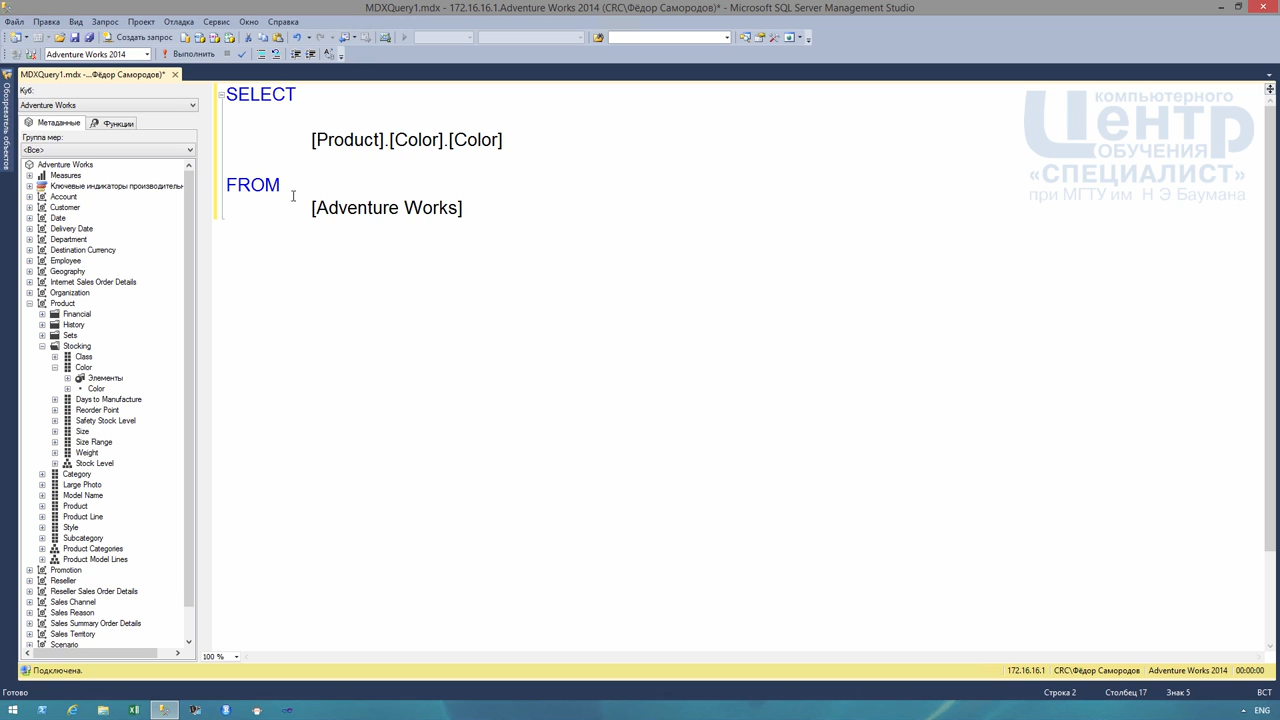 MDXQuery1.mdx - 172.16.16.1.Adventure Works 2014 (CRC\Фёдор Самородов)* - Microsoft SQL Server Management Studio
Файл Правка Вид Запрос Проект Отладка Сервис Окно Справка
Создать запрос
Adventure Works 2014 Выполнить
MDXQuery1.mdx -...Фёдор Самородов)*
Обозреватель объектов
Куб:
Adventure Works
Метаданные Функции
Группа мер:
<Все>
Adventure Works
Measures
Ключевые индикаторы производительн
Account
Customer
Date
Delivery Date
Department
Destination Currency
Employee
Geography
Internet Sales Order Details
Organization
Product
Financial
History
Sets
Stocking
Class
Color
Элементы
Color
Days to Manufacture
Reorder Point
Safety Stock Level
Size
Size Range
Weight
Stock Level
Category
Large Photo
Model Name
Product
Product Line
Style
Subcategory
Product Categories
Product Model Lines
Promotion
Reseller
Reseller Sales Order Details
Sales Channel
Sales Reason
Sales Summary Order Details
Sales Territory
Scenario
SELECT
[Product].[Color].[Color]
FROM
[Adventure Works]
компьютерного
Центр
ОБУЧЕНИЯ
«СПЕЦИАЛИСТ»
при МГТУ им Н Э Баумана
100 %
Подключена. 172.16.16.1 CRC\Фёдор Самородов Adventure Works 2014 00:00:00
Готово Строка 2 Столбец 17 Знак 5 ВСТ
ENG